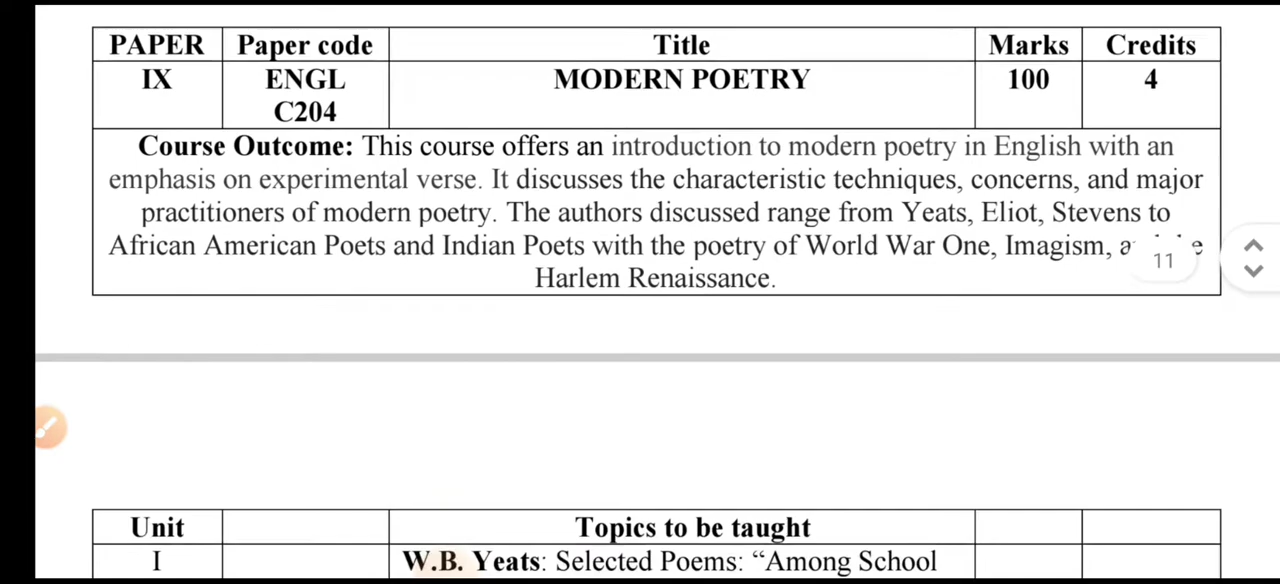 PAPER Paper code Title Marks Credits
IX ENGL C204 MODERN POETRY 100 4
Course Outcome: This course offers an introduction to modern poetry in English with an
emphasis on experimental verse. It discusses the characteristic techniques, concerns, and major
practitioners of modern poetry. The authors discussed range from Yeats, Eliot, Stevens to
African American Poets and Indian Poets with the poetry of World War One, Imagism,
Harlem Renaissance.
11
Unit Topics to be taught
I W.B. Yeats: Selected Poems: “Among School